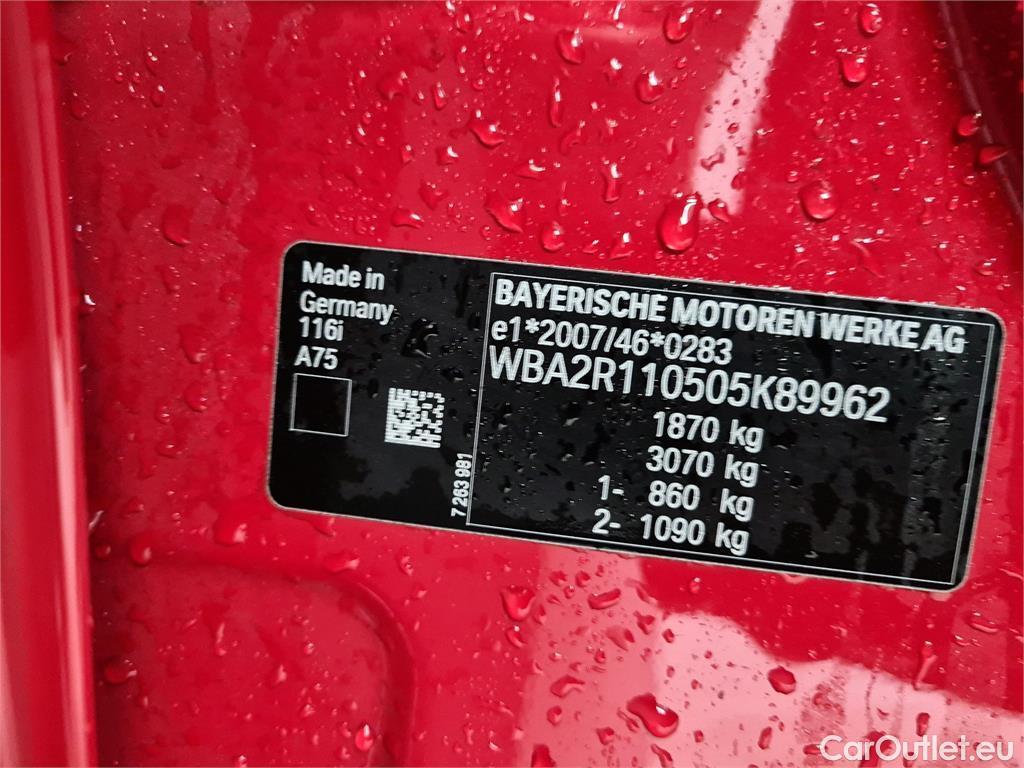 Made in
Germany
116i
A75
7 263 981
BAYERISCHE MOTOREN WERKE AG
e1*2007/46*0283
WBA2R110505K89962
1870 kg
3070 kg
1- 860 kg
2- 1090 kg
CarOutlet.eu